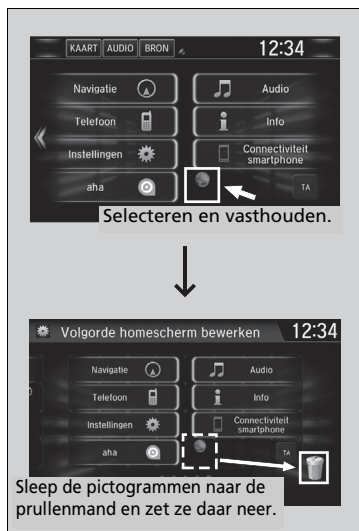 KAART AUDIO BRON 12:34
Navigatie Audio
Telefoon Info
Instellingen Connectiviteit
smartphone
aha TA
Selecteren en vasthouden.
Volgorde homescherm bewerken 12:34
Navigatie Audio
Telefoon Info
Instellingen Connectiviteit
smartphone
aha TA
Sleep de pictogrammen naar de
prullenmand en zet ze daar neer.